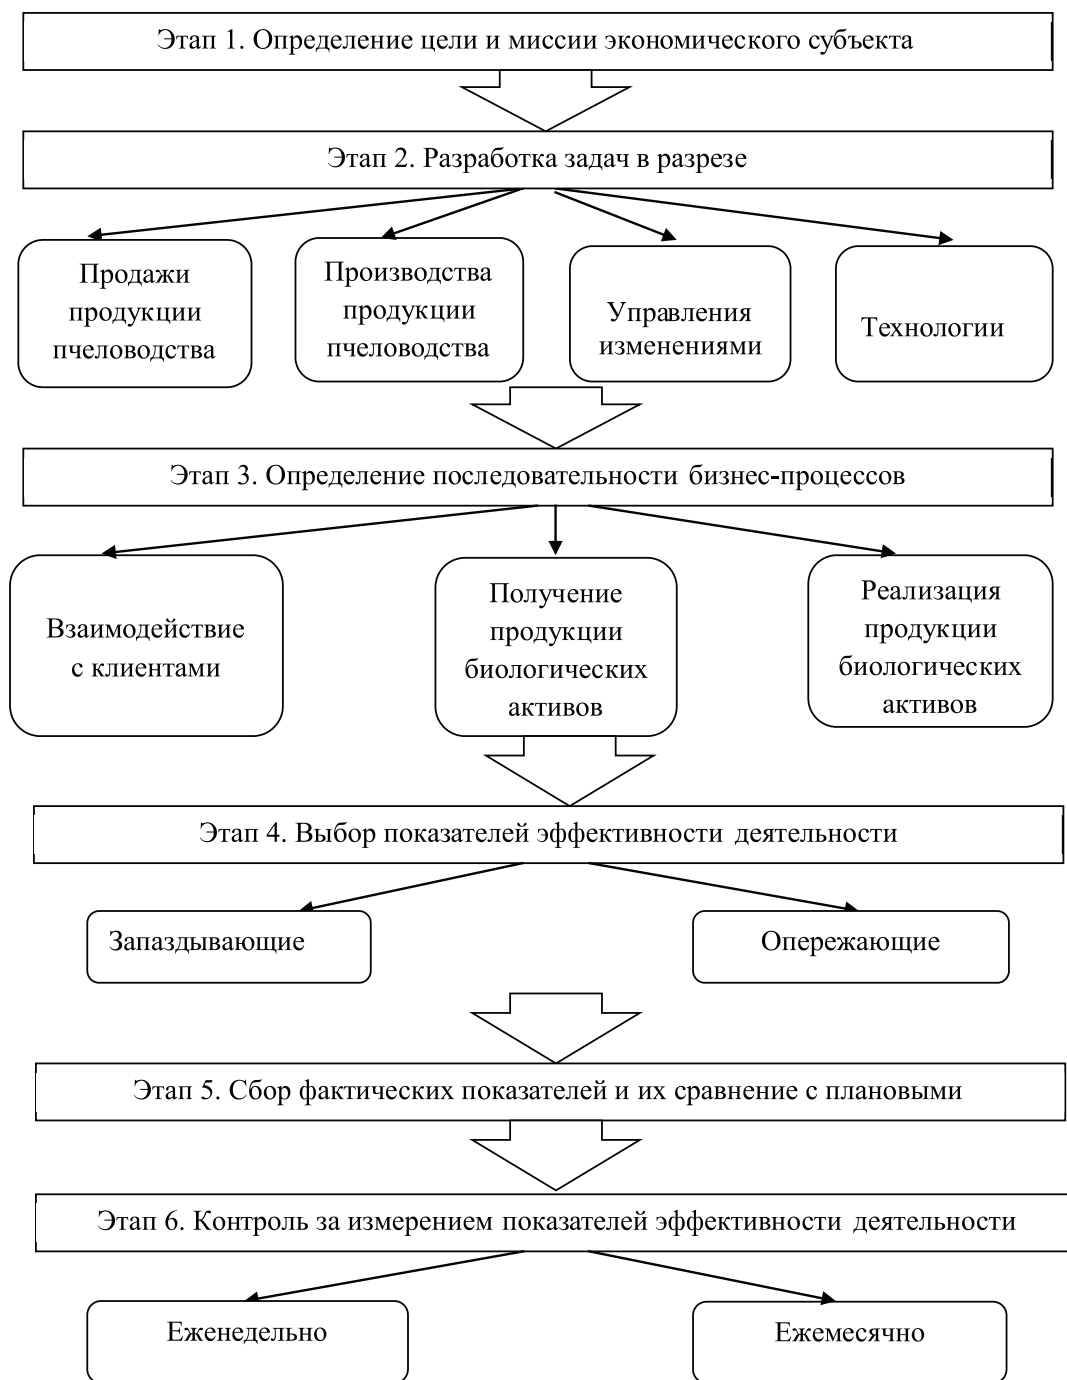 Этап 1. Определение цели и миссии экономического субъекта
Этап 2. Разработка задач в разрезе
Продажи
продукции
пчеловодства
Производства
продукции
пчеловодства
Управления
изменениями
Технологии
Этап 3. Определение последовательности бизнес-процессов
Взаимодействие
с клиентами
Получение
продукции
биологических
активов
Реализация
продукции
биологических
активов
Этап 4. Выбор показателей эффективности деятельности
Запаздывающие
Опережающие
Этап 5. Сбор фактических показателей и их сравнение с плановыми
Этап 6. Контроль за измерением показателей эффективности деятельности
Еженедельно
Ежемесячно